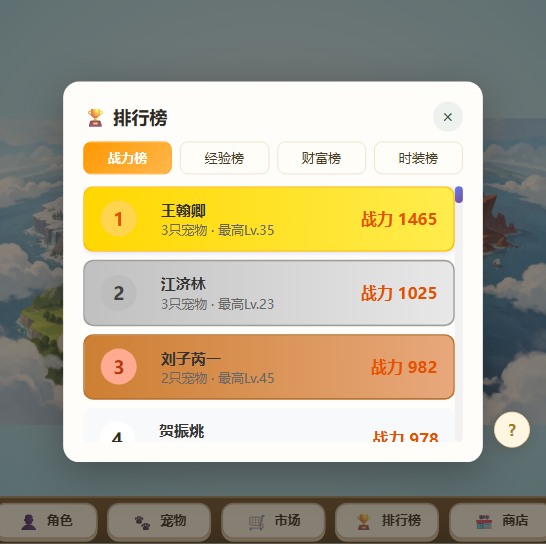 排行榜
×
战力榜
经验榜
财富榜
时装榜
1
王翰卿
3只宠物 · 最高Lv.35
战力 1465
2
江济林
3只宠物 · 最高Lv.23
战力 1025
3
刘子芮一
2只宠物 · 最高Lv.45
战力 982
4
贺振烑
战力 978
?
角色
宠物
市场
排行榜
商店